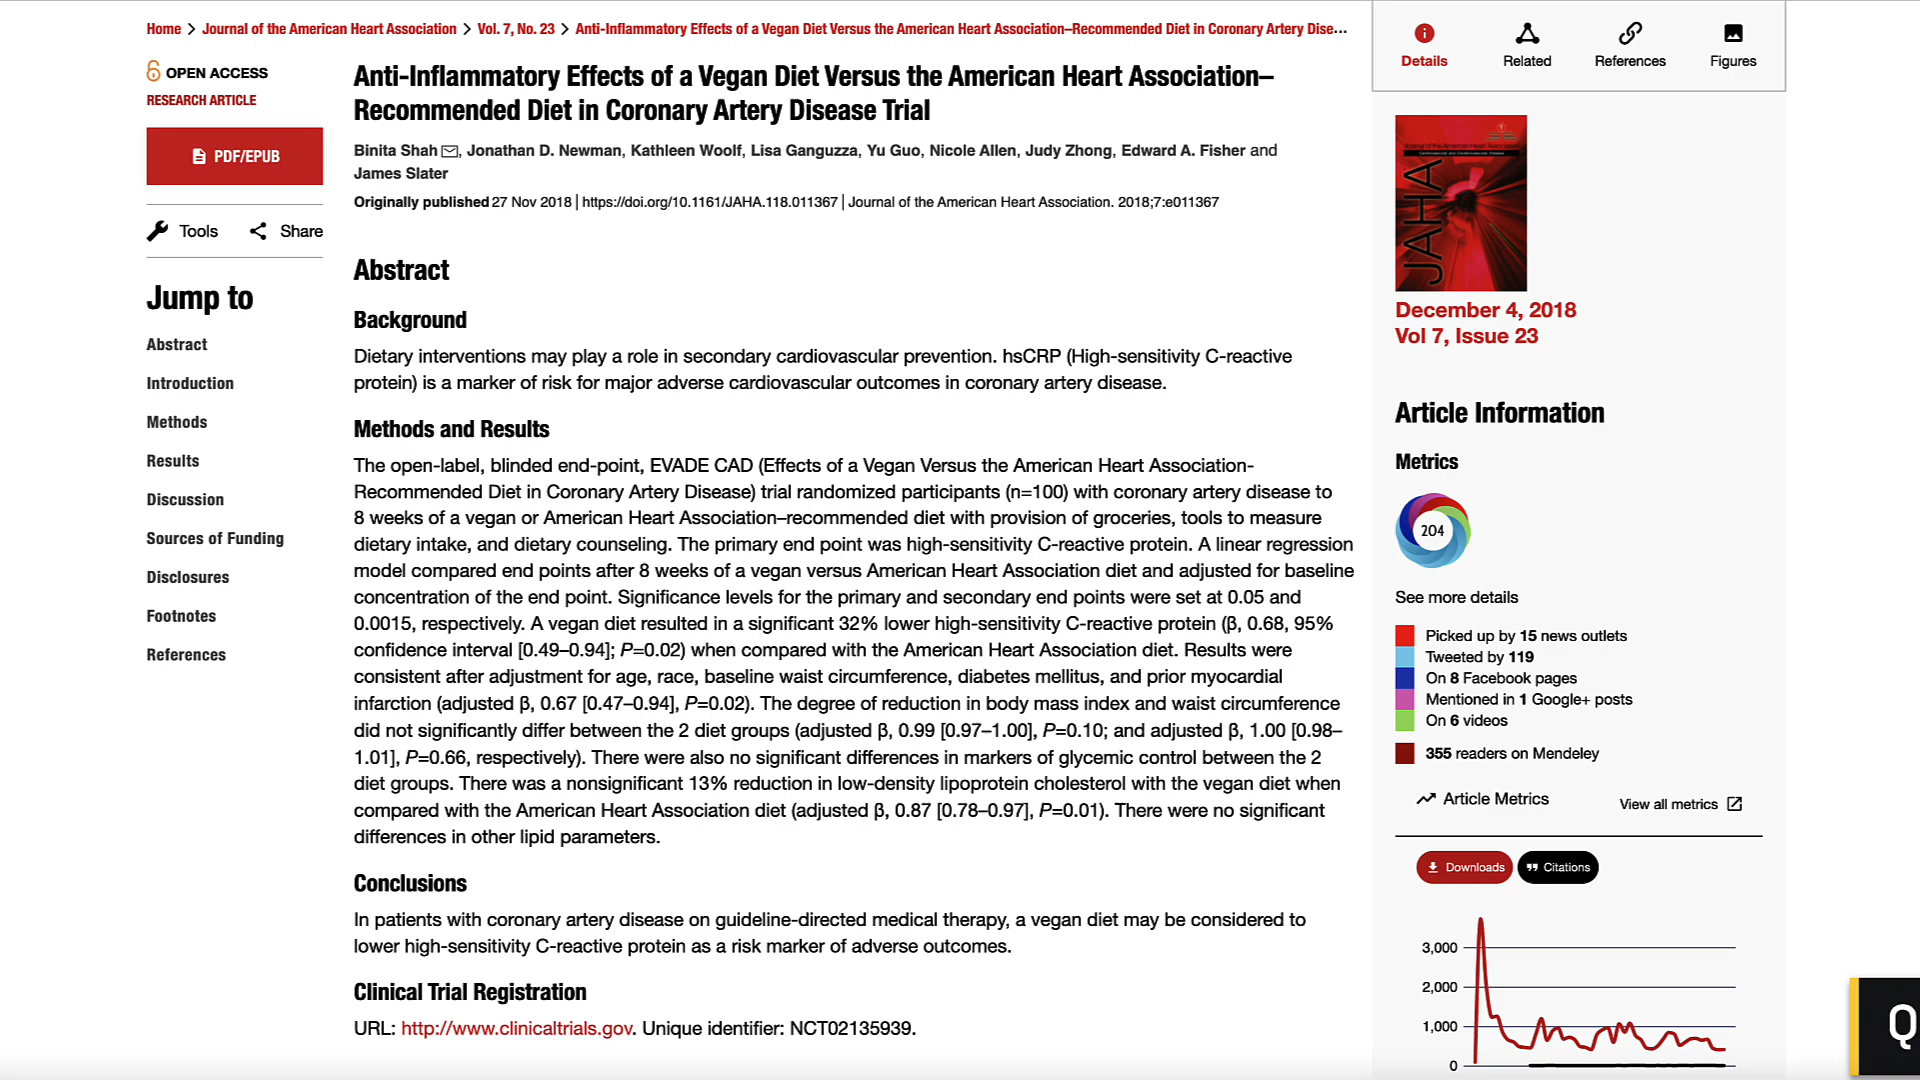 Home > Journal of the American Heart Association > Vol. 7, No. 23 > Anti-Inflammatory Effects of a Vegan Diet Versus the American Heart Association–Recommended Diet in Coronary Artery Dise...
OPEN ACCESS
RESEARCH ARTICLE
PDF/EPUB
Tools Share
Jump to
Abstract
Introduction
Methods
Results
Discussion
Sources of Funding
Disclosures
Footnotes
References
Anti-Inflammatory Effects of a Vegan Diet Versus the American Heart Association–
Recommended Diet in Coronary Artery Disease Trial
Binita Shah, Jonathan D. Newman, Kathleen Woolf, Lisa Ganguzza, Yu Guo, Nicole Allen, Judy Zhong, Edward A. Fisher and
James Slater
Originally published 27 Nov 2018 | https://doi.org/10.1161/JAHA.118.011367 | Journal of the American Heart Association. 2018;7:e011367
Abstract
Background
Dietary interventions may play a role in secondary cardiovascular prevention. hsCRP (High-sensitivity C-reactive
protein) is a marker of risk for major adverse cardiovascular outcomes in coronary artery disease.
Methods and Results
The open-label, blinded end-point, EVADE CAD (Effects of a Vegan Versus the American Heart Association-
Recommended Diet in Coronary Artery Disease) trial randomized participants (n=100) with coronary artery disease to
8 weeks of a vegan or American Heart Association–recommended diet with provision of groceries, tools to measure
dietary intake, and dietary counseling. The primary end point was high-sensitivity C-reactive protein. A linear regression
model compared end points after 8 weeks of a vegan versus American Heart Association diet and adjusted for baseline
concentration of the end point. Significance levels for the primary and secondary end points were set at 0.05 and
0.0015, respectively. A vegan diet resulted in a significant 32% lower high-sensitivity C-reactive protein (β, 0.68, 95%
confidence interval [0.49–0.94]; P=0.02) when compared with the American Heart Association diet. Results were
consistent after adjustment for age, race, baseline waist circumference, diabetes mellitus, and prior myocardial
infarction (adjusted β, 0.67 [0.47–0.94], P=0.02). The degree of reduction in body mass index and waist circumference
did not significantly differ between the 2 diet groups (adjusted β, 0.99 [0.97–1.00], P=0.10; and adjusted β, 1.00 [0.98–
1.01], P=0.66, respectively). There were also no significant differences in markers of glycemic control between the 2
diet groups. There was a nonsignificant 13% reduction in low-density lipoprotein cholesterol with the vegan diet when
compared with the American Heart Association diet (adjusted β, 0.87 [0.78–0.97], P=0.01). There were no significant
differences in other lipid parameters.
Conclusions
In patients with coronary artery disease on guideline-directed medical therapy, a vegan diet may be considered to
lower high-sensitivity C-reactive protein as a risk marker of adverse outcomes.
Clinical Trial Registration
URL: http://www.clinicaltrials.gov. Unique identifier: NCT02135939.
Details Related References Figures
JAHA
December 4, 2018
Vol 7, Issue 23
Article Information
Metrics
204
See more details
Picked up by 15 news outlets
Tweeted by 119
On 8 Facebook pages
Mentioned in 1 Google+ posts
On 6 videos
355 readers on Mendeley
Article Metrics View all metrics
Downloads Citations
3,000
2,000
1,000
0
Q